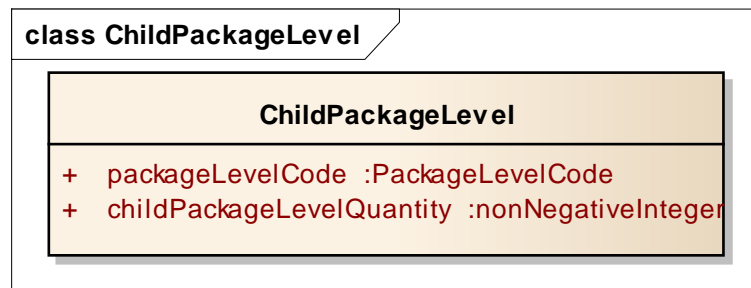 class ChildPackageLevel
ChildPackageLevel
+ packageLevelCode :PackageLevelCode
+ childPackageLevelQuantity :nonNegativeInteger